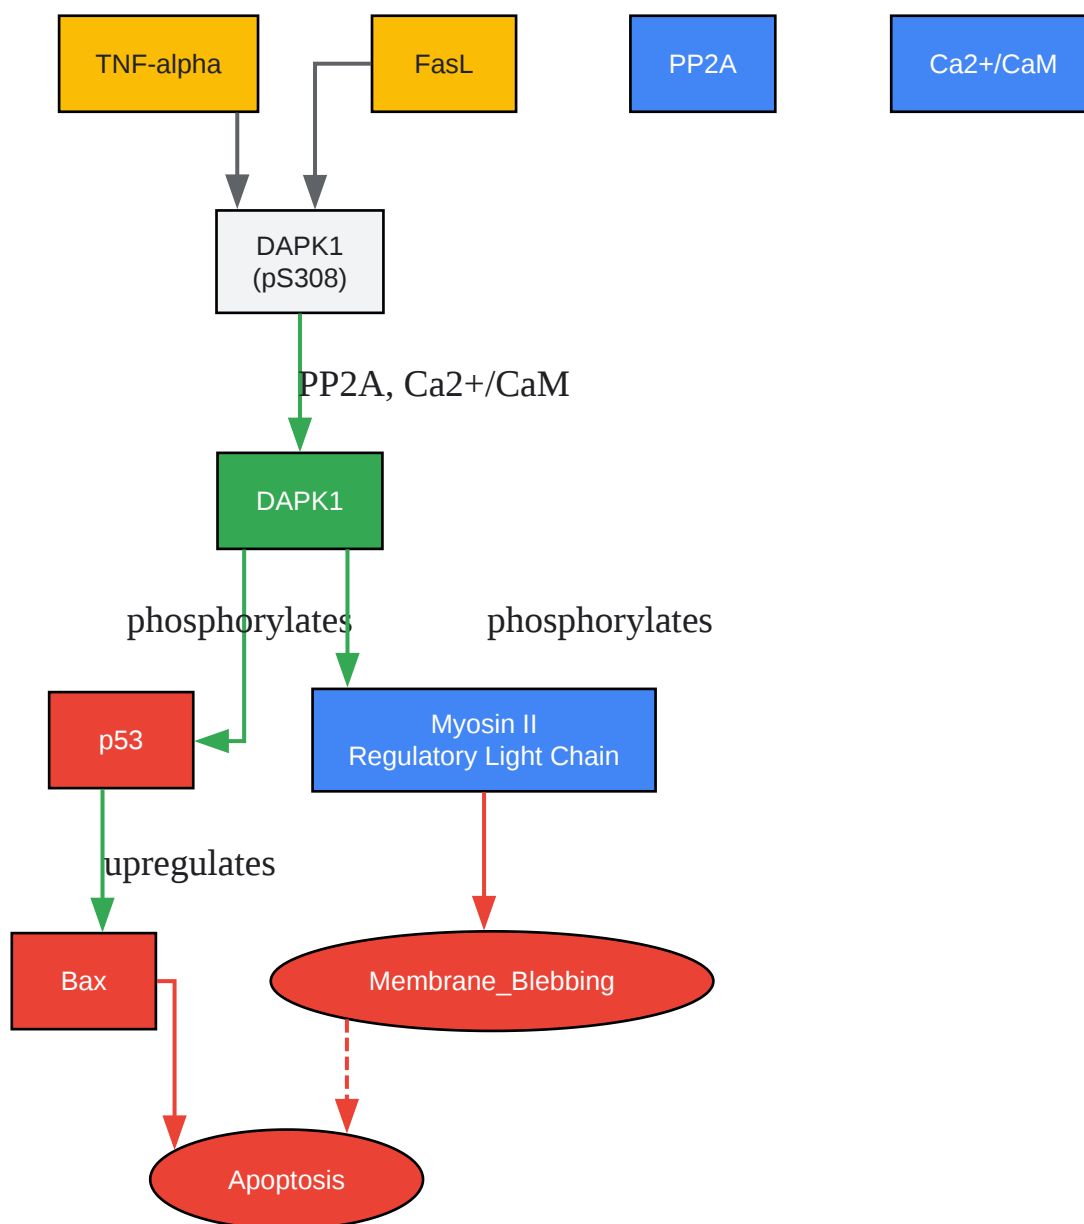 TNF-alpha
FasL
PP2A
Ca2+/CaM
DAPK1
(pS308)
PP2A, Ca2+/CaM
DAPK1
phosphorylates
phosphorylates
p53
Myosin II
Regulatory Light Chain
upregulates
Bax
Membrane_Blebbing
Apoptosis